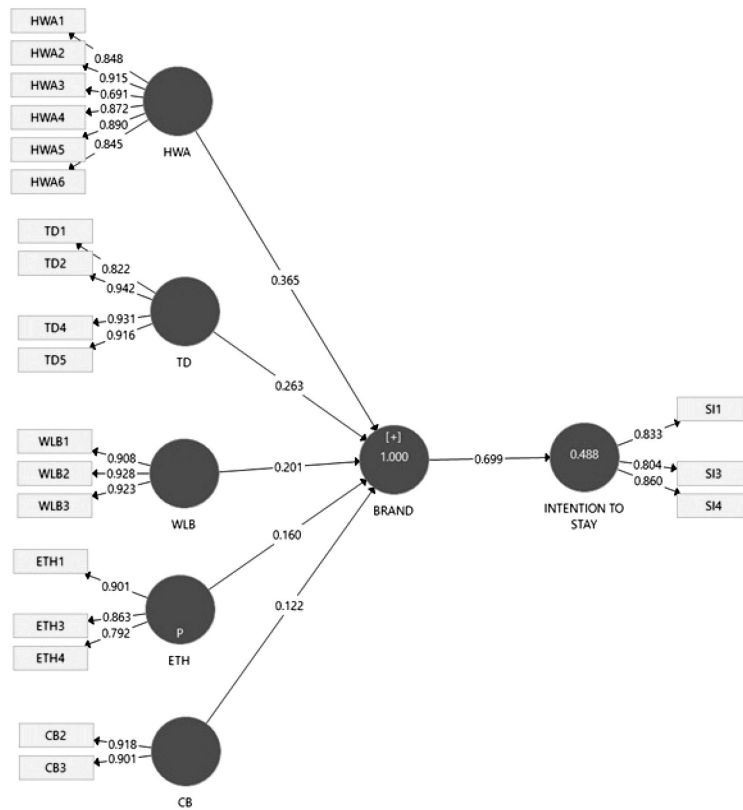 HWA1
HWA2
HWA3
HWA4
HWA5
HWA6
0.848
0.915
0.691
0.872
0.890
0.845
HWA
0.365
TD1
TD2
TD4
TD5
0.822
0.942
0.931
0.916
TD
0.263
WLB1
WLB2
WLB3
0.908
0.928
0.923
WLB
0.201
ETH1
ETH3
ETH4
0.901
0.863
0.792
P
ETH
0.160
CB2
CB3
0.918
0.901
CB
0.122
[+]
1.000
BRAND
0.699
0.488
INTENTION TO
STAY
0.833
0.804
0.860
SI1
SI3
SI4